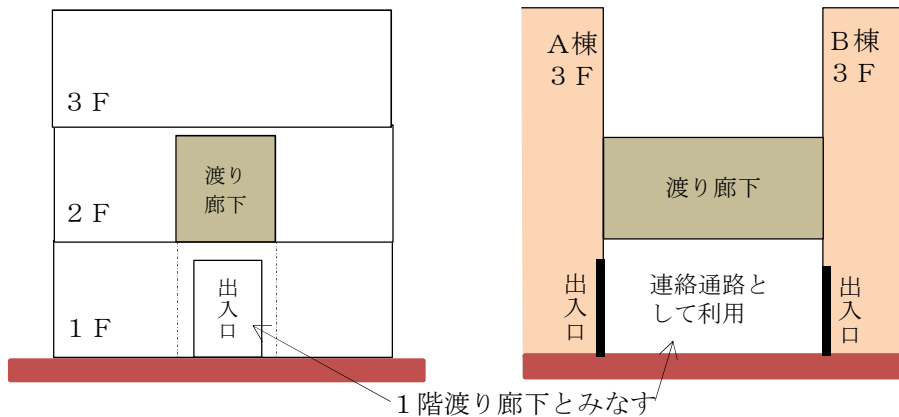 ３Ｆ
渡り
廊下
２Ｆ
出入口
１Ｆ
Ａ棟
３Ｆ
Ｂ棟
３Ｆ
渡り廊下
出入口
連絡通路と
して利用
出入口
１階渡り廊下とみなす